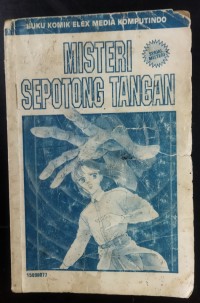 BUKU KOMIK ELEX MEDIA KOMPUTINDO
MISTERI
SEPOTONG TANGAN